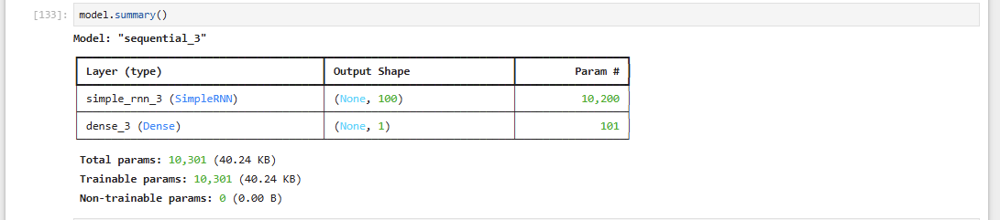 [133]: model.summary()
Model: "sequential_3"
Layer (type) Output Shape Param #
simple_rnn_3 (SimpleRNN) (None, 100) 10,200
dense_3 (Dense) (None, 1) 101
Total params: 10,301 (40.24 KB)
Trainable params: 10,301 (40.24 KB)
Non-trainable params: 0 (0.00 B)